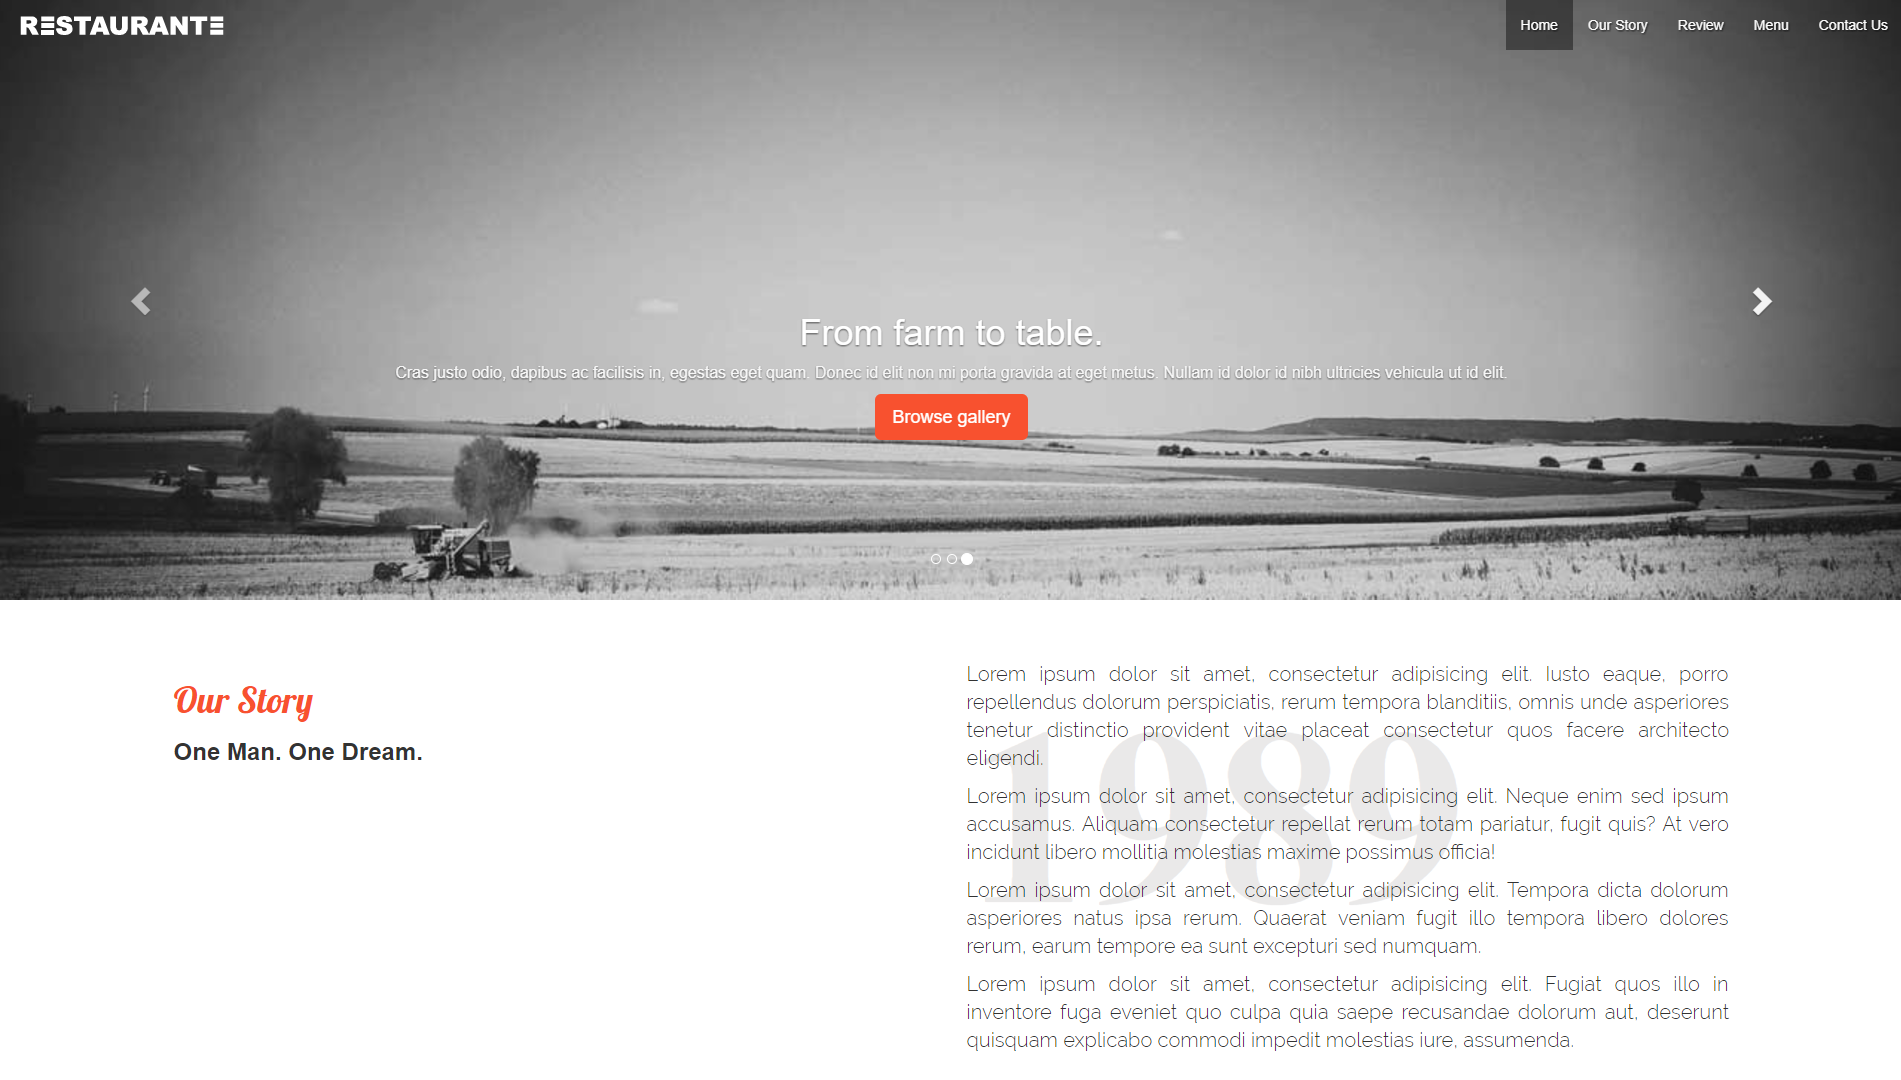 RESTAURANTE
Home Our Story Review Menu Contact Us
From farm to table.
Cras justo odio, dapibus ac facilisis in, egestas eget quam. Donec id elit non mi porta gravida at eget metus. Nullam id dolor id nibh ultricies vehicula ut id elit.
Browse gallery
Our Story
One Man. One Dream.
1989
Lorem ipsum dolor sit amet, consectetur adipisicing elit. Iusto eaque, porro
repellendus dolorum perspiciatis, rerum tempora blanditiis, omnis unde asperiores
tenetur distinctio provident vitae placeat consectetur quos facere architecto
eligendi.
Lorem ipsum dolor sit amet, consectetur adipisicing elit. Neque enim sed ipsum
accusamus. Aliquam consectetur repellat rerum totam pariatur, fugit quis? At vero
incidunt libero mollitia molestias maxime possimus officia!
Lorem ipsum dolor sit amet, consectetur adipisicing elit. Tempora dicta dolorum
asperiores natus ipsa rerum. Quaerat veniam fugit illo tempora libero dolores
rerum, earum tempore ea sunt excepturi sed numquam.
Lorem ipsum dolor sit amet, consectetur adipisicing elit. Fugiat quos illo in
inventore fuga eveniet quo culpa quia saepe recusandae dolorum aut, deserunt
quisquam explicabo commodi impedit molestias iure, assumenda.